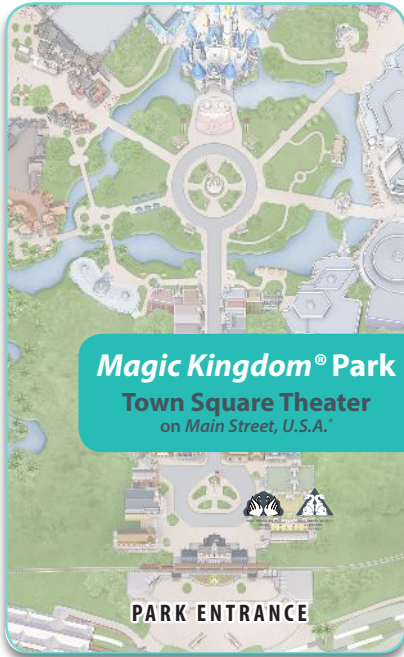 Magic Kingdom® Park
Town Square Theater
on Main Street, U.S.A.®
PARK ENTRANCE